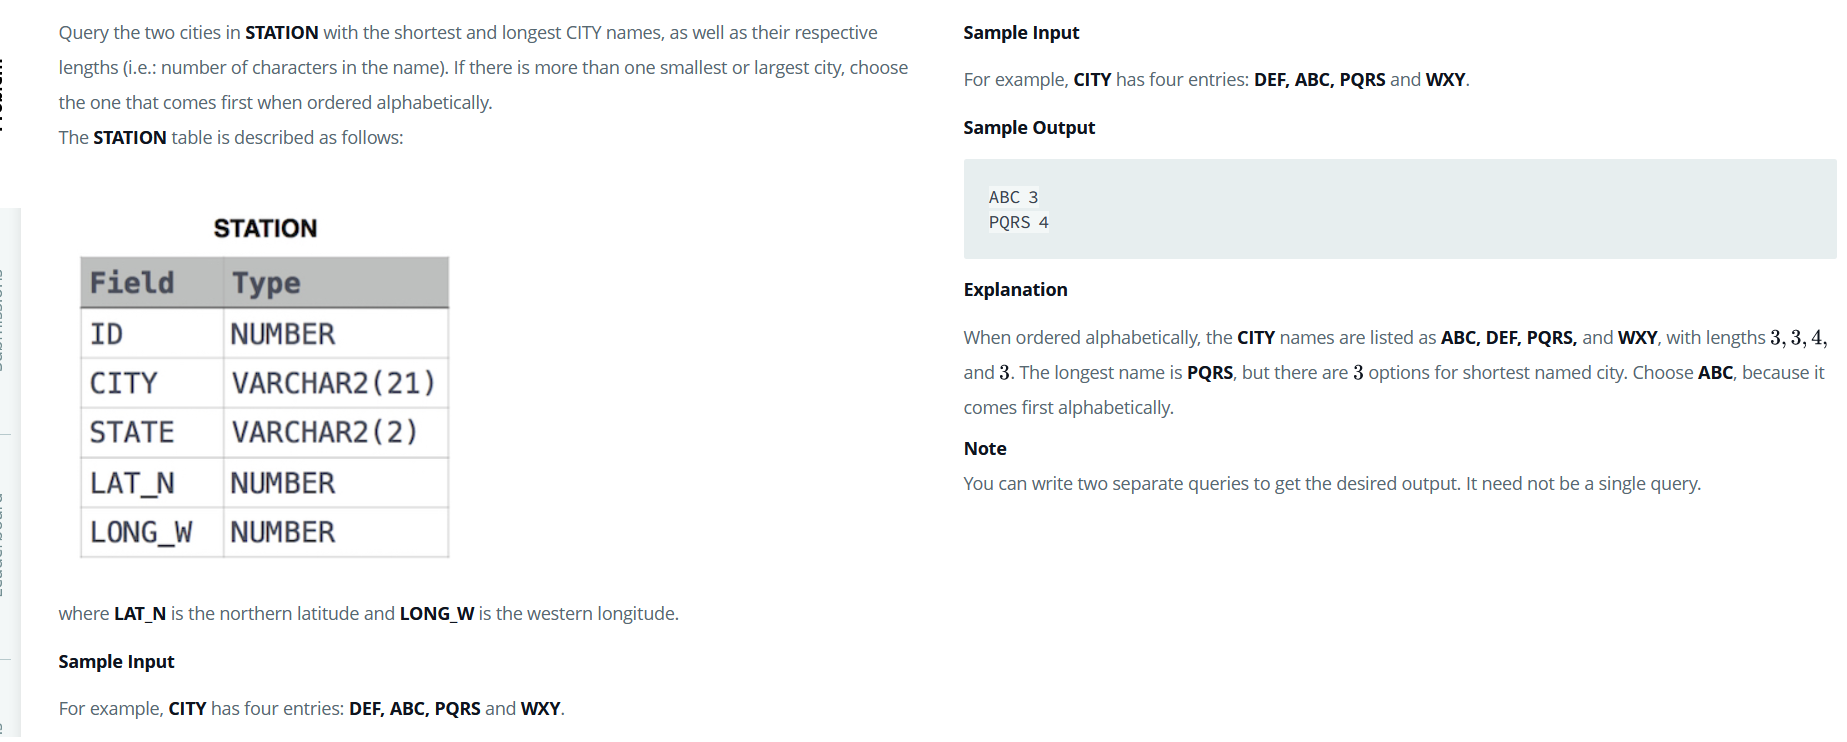 Query the two cities in STATION with the shortest and longest CITY names, as well as their respective
lengths (i.e.: number of characters in the name). If there is more than one smallest or largest city, choose
the one that comes first when ordered alphabetically.
The STATION table is described as follows:
STATION
Field Type
ID NUMBER
CITY VARCHAR2(21)
STATE VARCHAR2(2)
LAT_N NUMBER
LONG_W NUMBER
where LAT_N is the northern latitude and LONG_W is the western longitude.
Sample Input
For example, CITY has four entries: DEF, ABC, PQRS and WXY.
Sample Input
For example, CITY has four entries: DEF, ABC, PQRS and WXY.
Sample Output
ABC 3
PQRS 4
Explanation
When ordered alphabetically, the CITY names are listed as ABC, DEF, PQRS, and WXY, with lengths 3, 3, 4,
and 3. The longest name is PQRS, but there are 3 options for shortest named city. Choose ABC, because it
comes first alphabetically.
Note
You can write two separate queries to get the desired output. It need not be a single query.